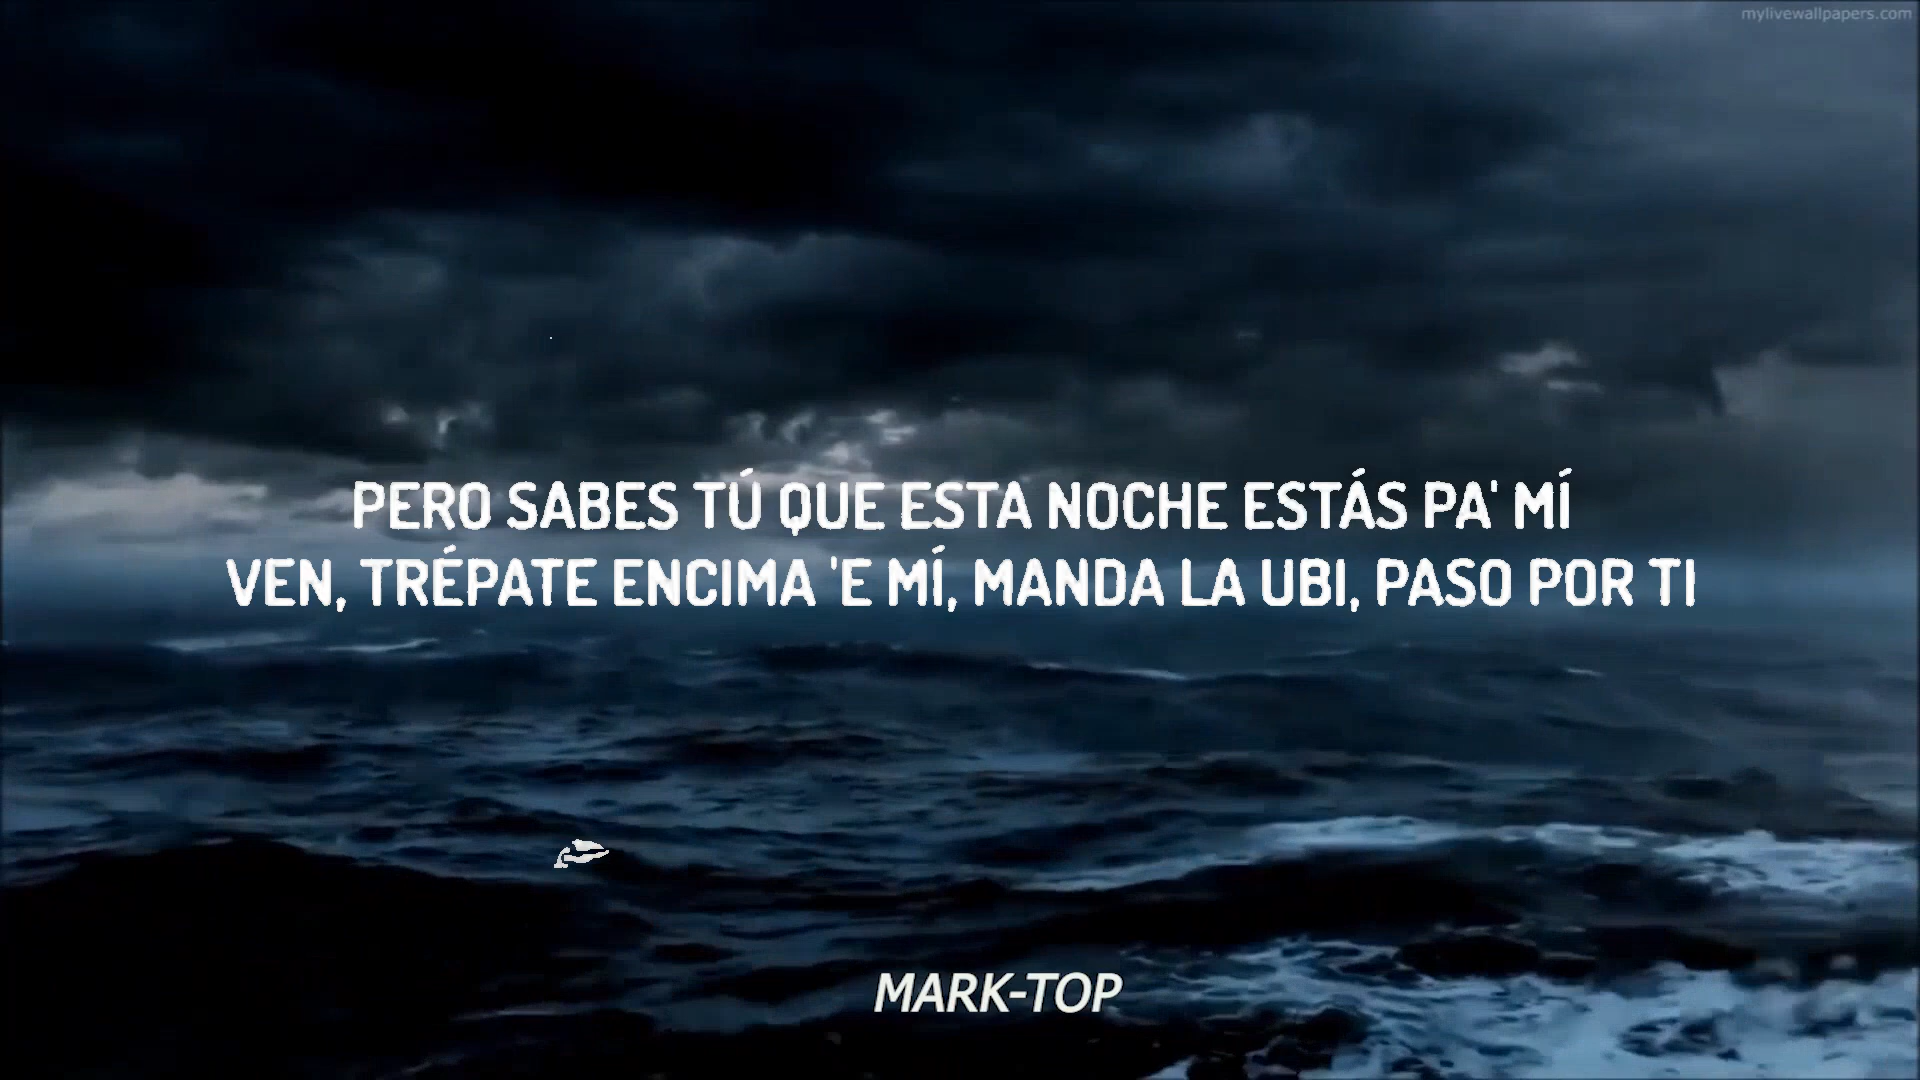 mylivewallpapers.com
PERO SABES TÚ QUE ESTA NOCHE ESTÁS PA' MÍ
VEN, TRÉPATE ENCIMA 'E MÍ, MANDA LA UBI, PASO POR TI
MARK-TOP